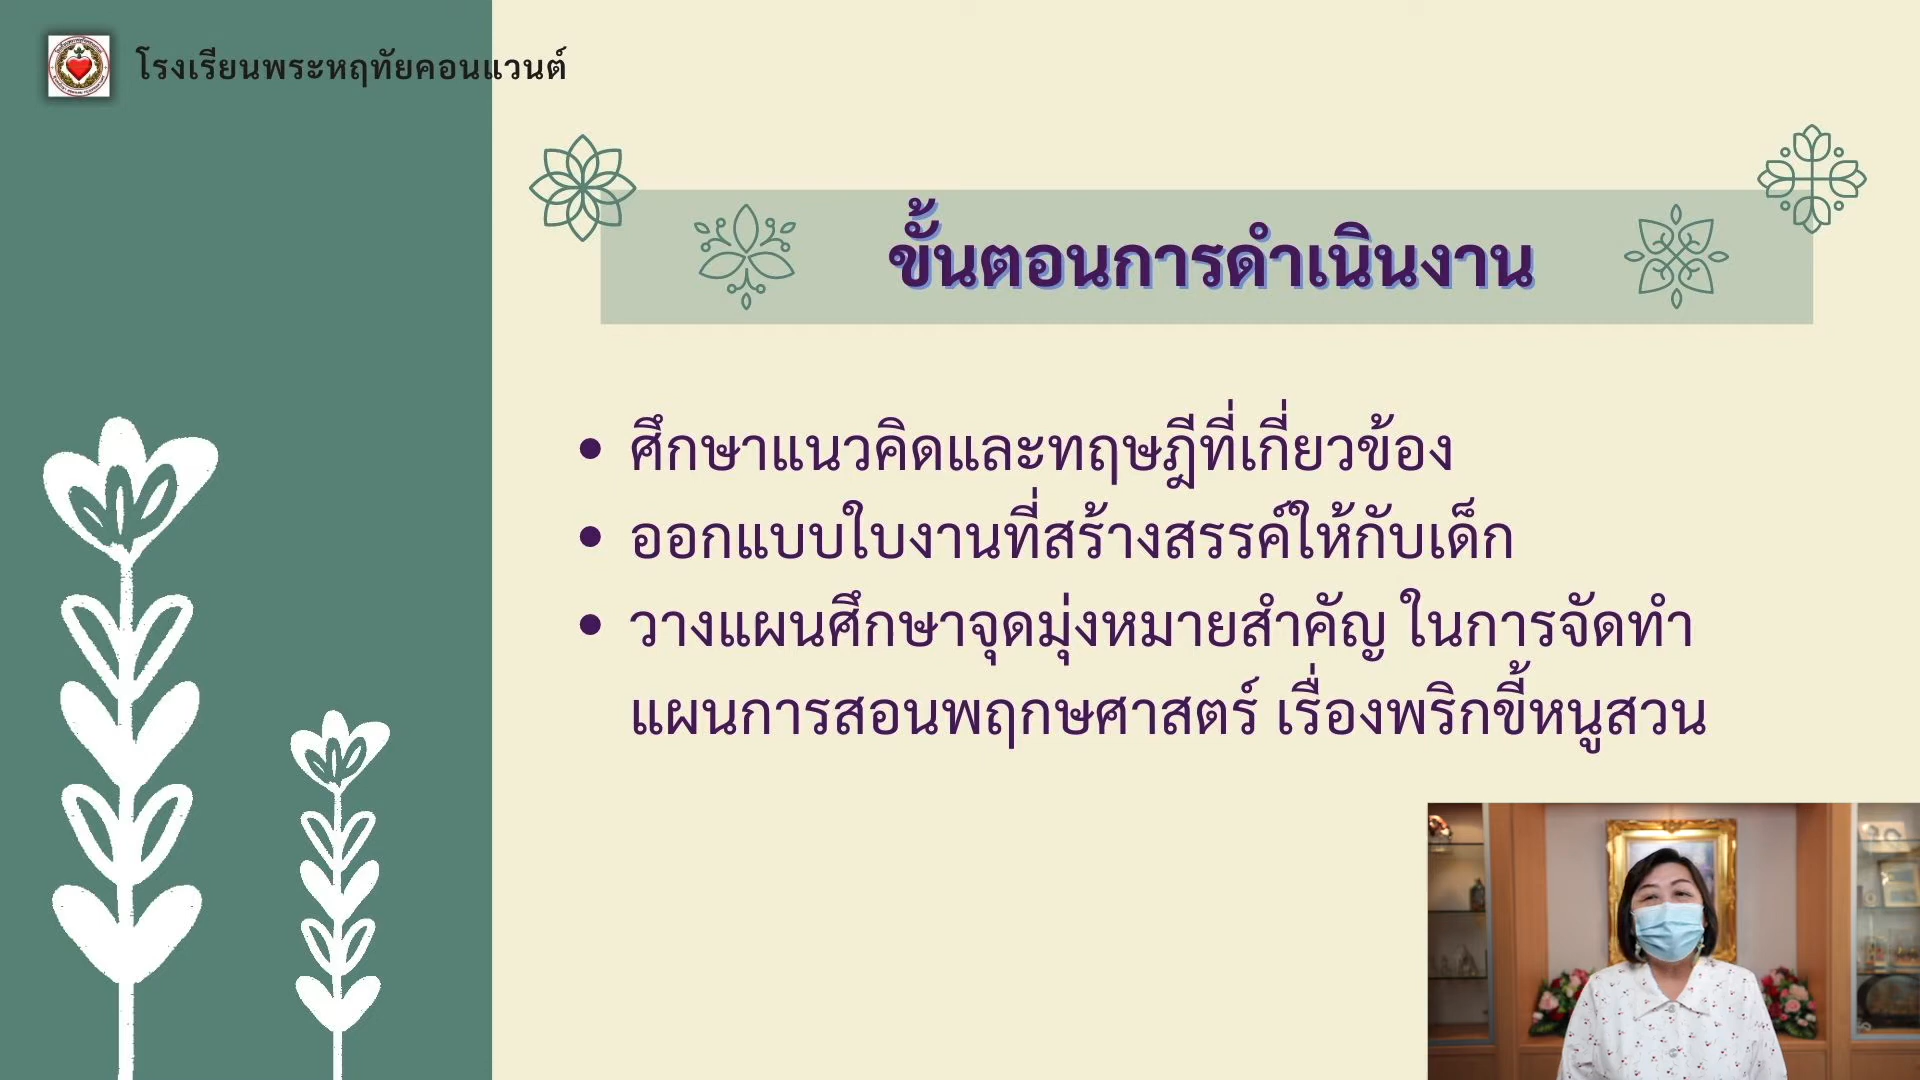 โรงเรียนพระหฤทัยคอนแวนต์
ขั้นตอนการดำเนินงาน
• ศึกษาแนวคิดและทฤษฎีที่เกี่ยวข้อง
• ออกแบบใบงานที่สร้างสรรค์ให้กับเด็ก
• วางแผนศึกษาจุดมุ่งหมายสำคัญ ในการจัดทำ
แผนการสอนพฤกษศาสตร์ เรื่องพริกขี้หนูสวน